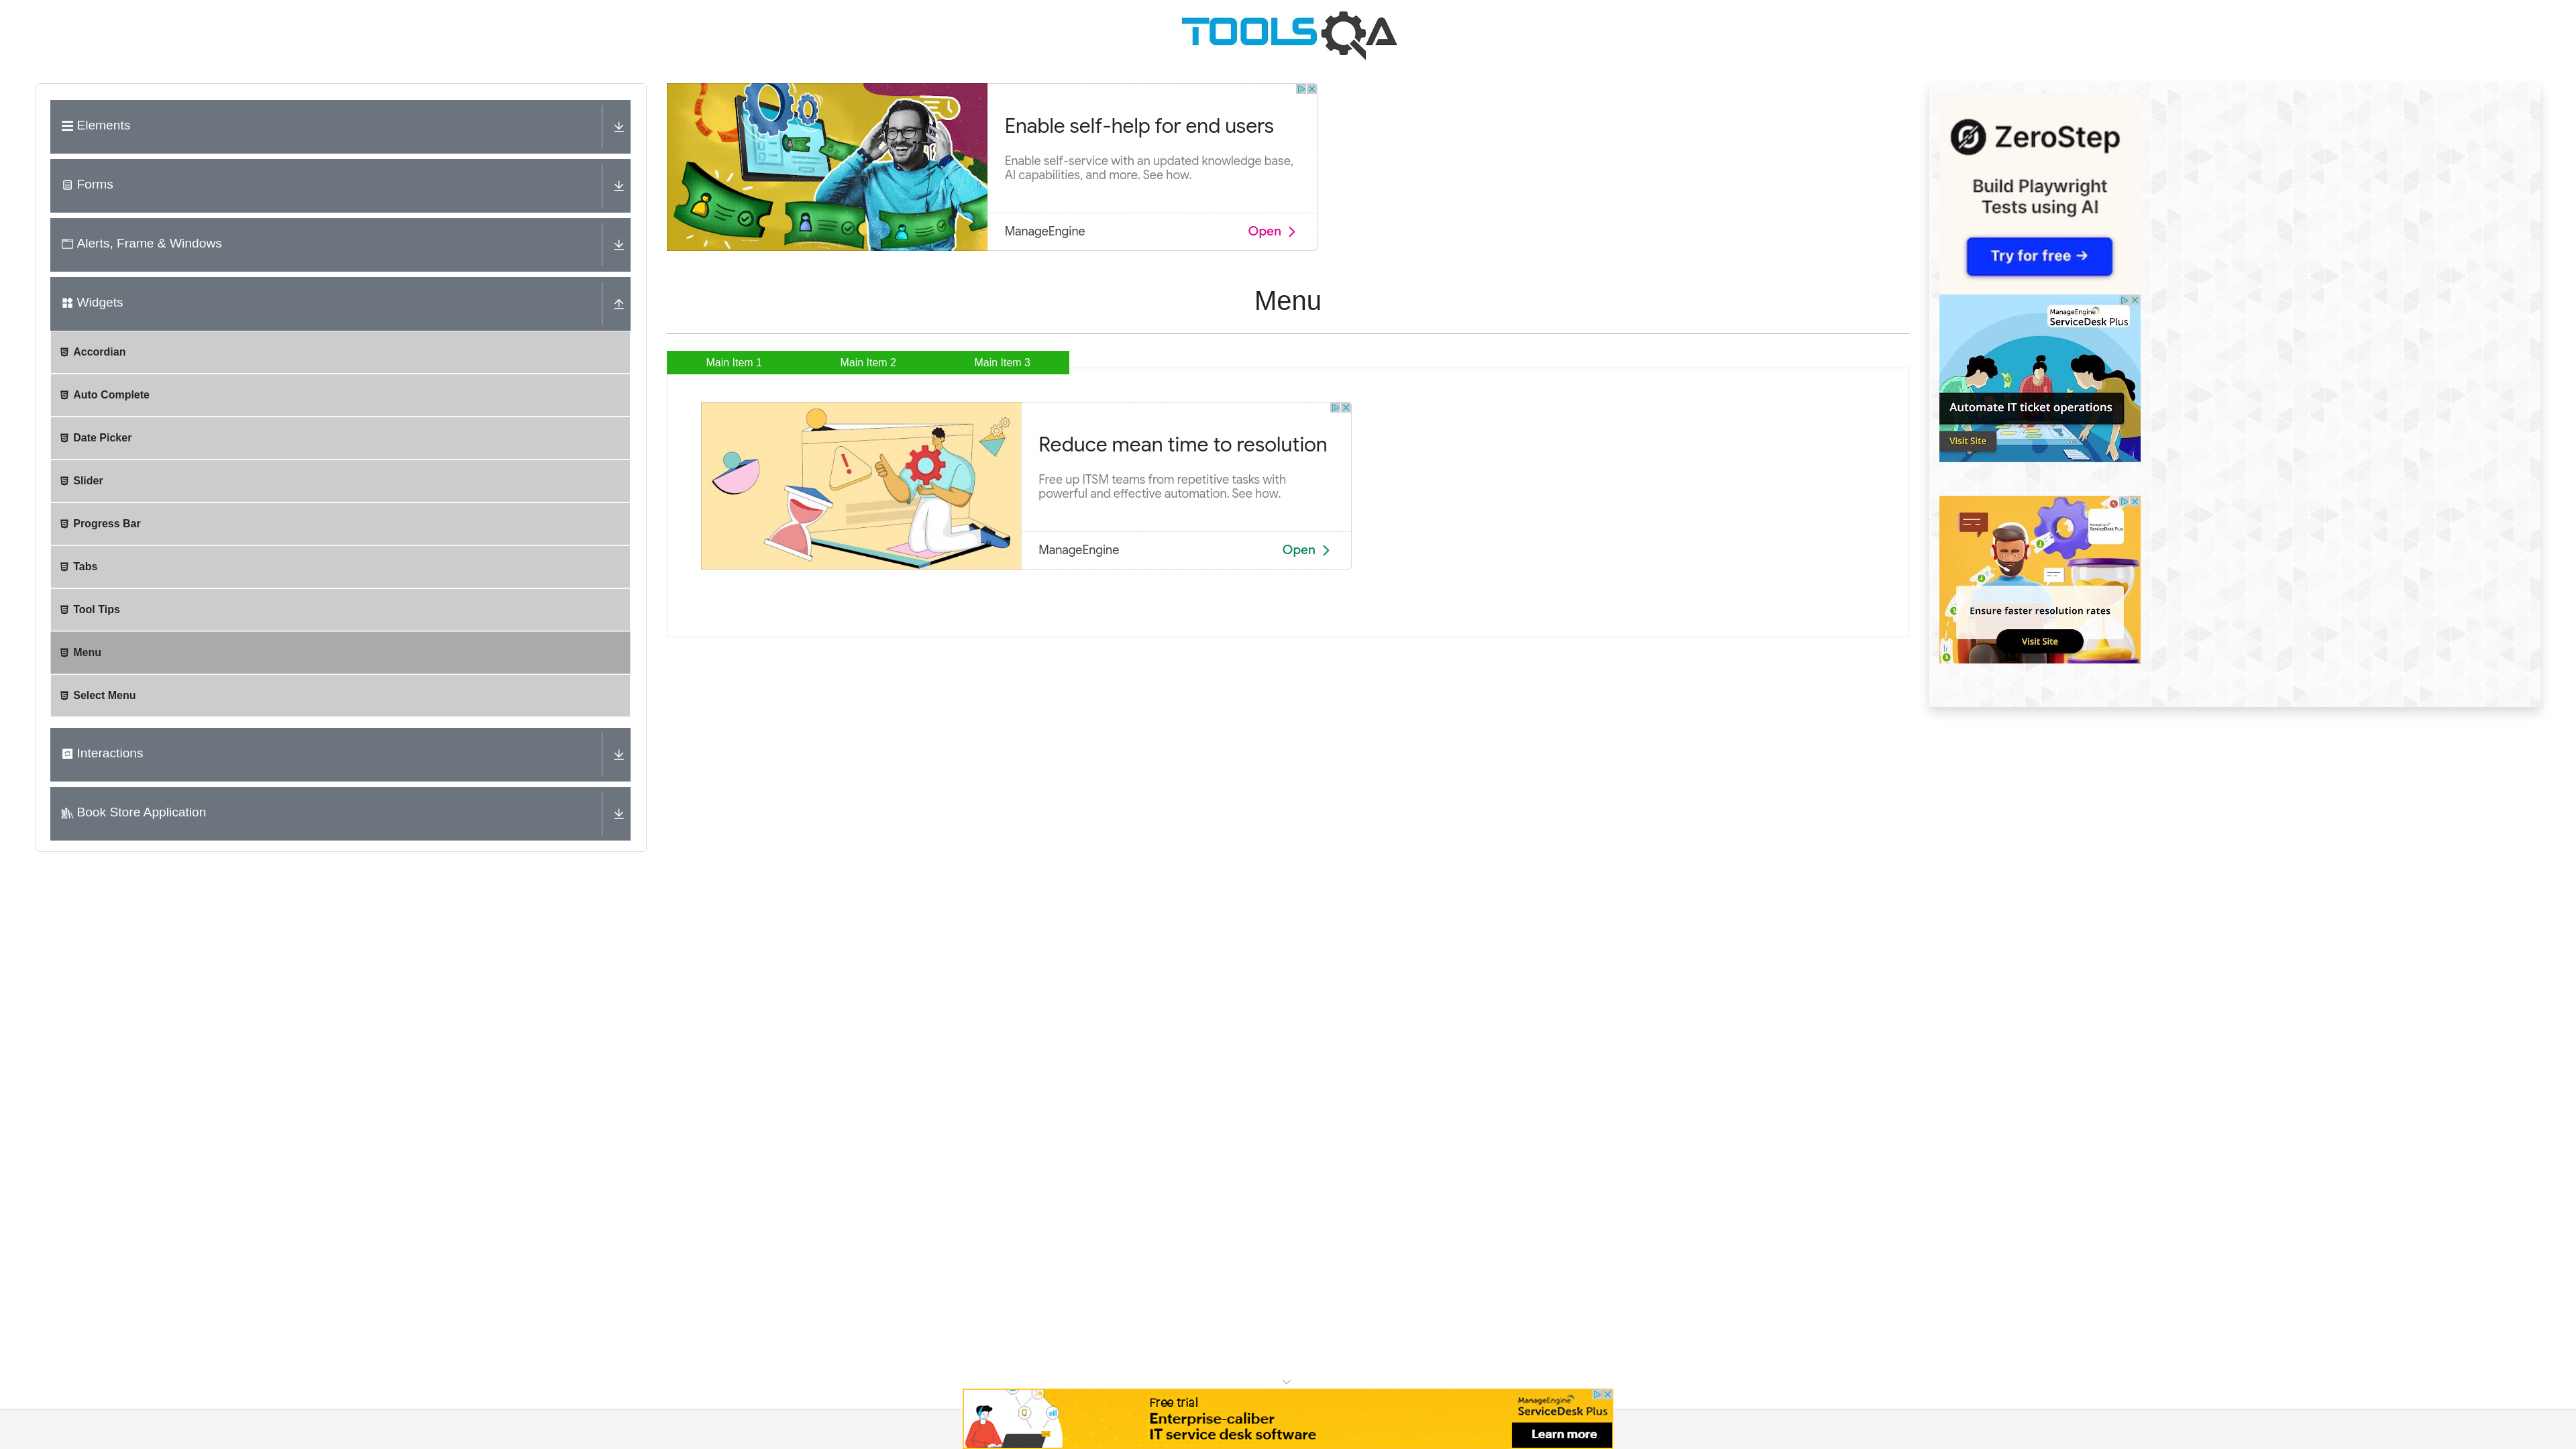 TOOLSQA
Elements
Forms
Alerts, Frame & Windows
Widgets
Accordian
Auto Complete
Date Picker
Slider
Progress Bar
Tabs
Tool Tips
Menu
Select Menu
Interactions
Book Store Application
Enable self-help for end users
Enable self-service with an updated knowledge base,
AI capabilities, and more. See how.
ManageEngine
Open
Menu
Main Item 1
Main Item 2
Main Item 3
Reduce mean time to resolution
Free up ITSM teams from repetitive tasks with
powerful and effective automation. See how.
ManageEngine
Open
ZeroStep
Build Playwright
Tests using AI
Try for free →
ManageEngine
ServiceDesk Plus
Automate IT ticket operations
Visit Site
ServiceDesk Plus
Ensure faster resolution rates
Visit Site
Free trial
Enterprise-caliber
IT service desk software
ManageEngine
ServiceDesk Plus
Learn more